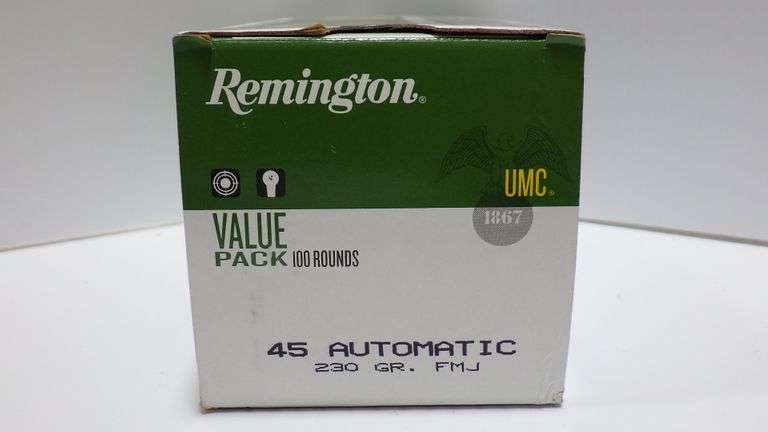 Remington®
UMC®
1867
VALUE
PACK 100 ROUNDS
45 AUTOMATIC
230 GR. FMJ